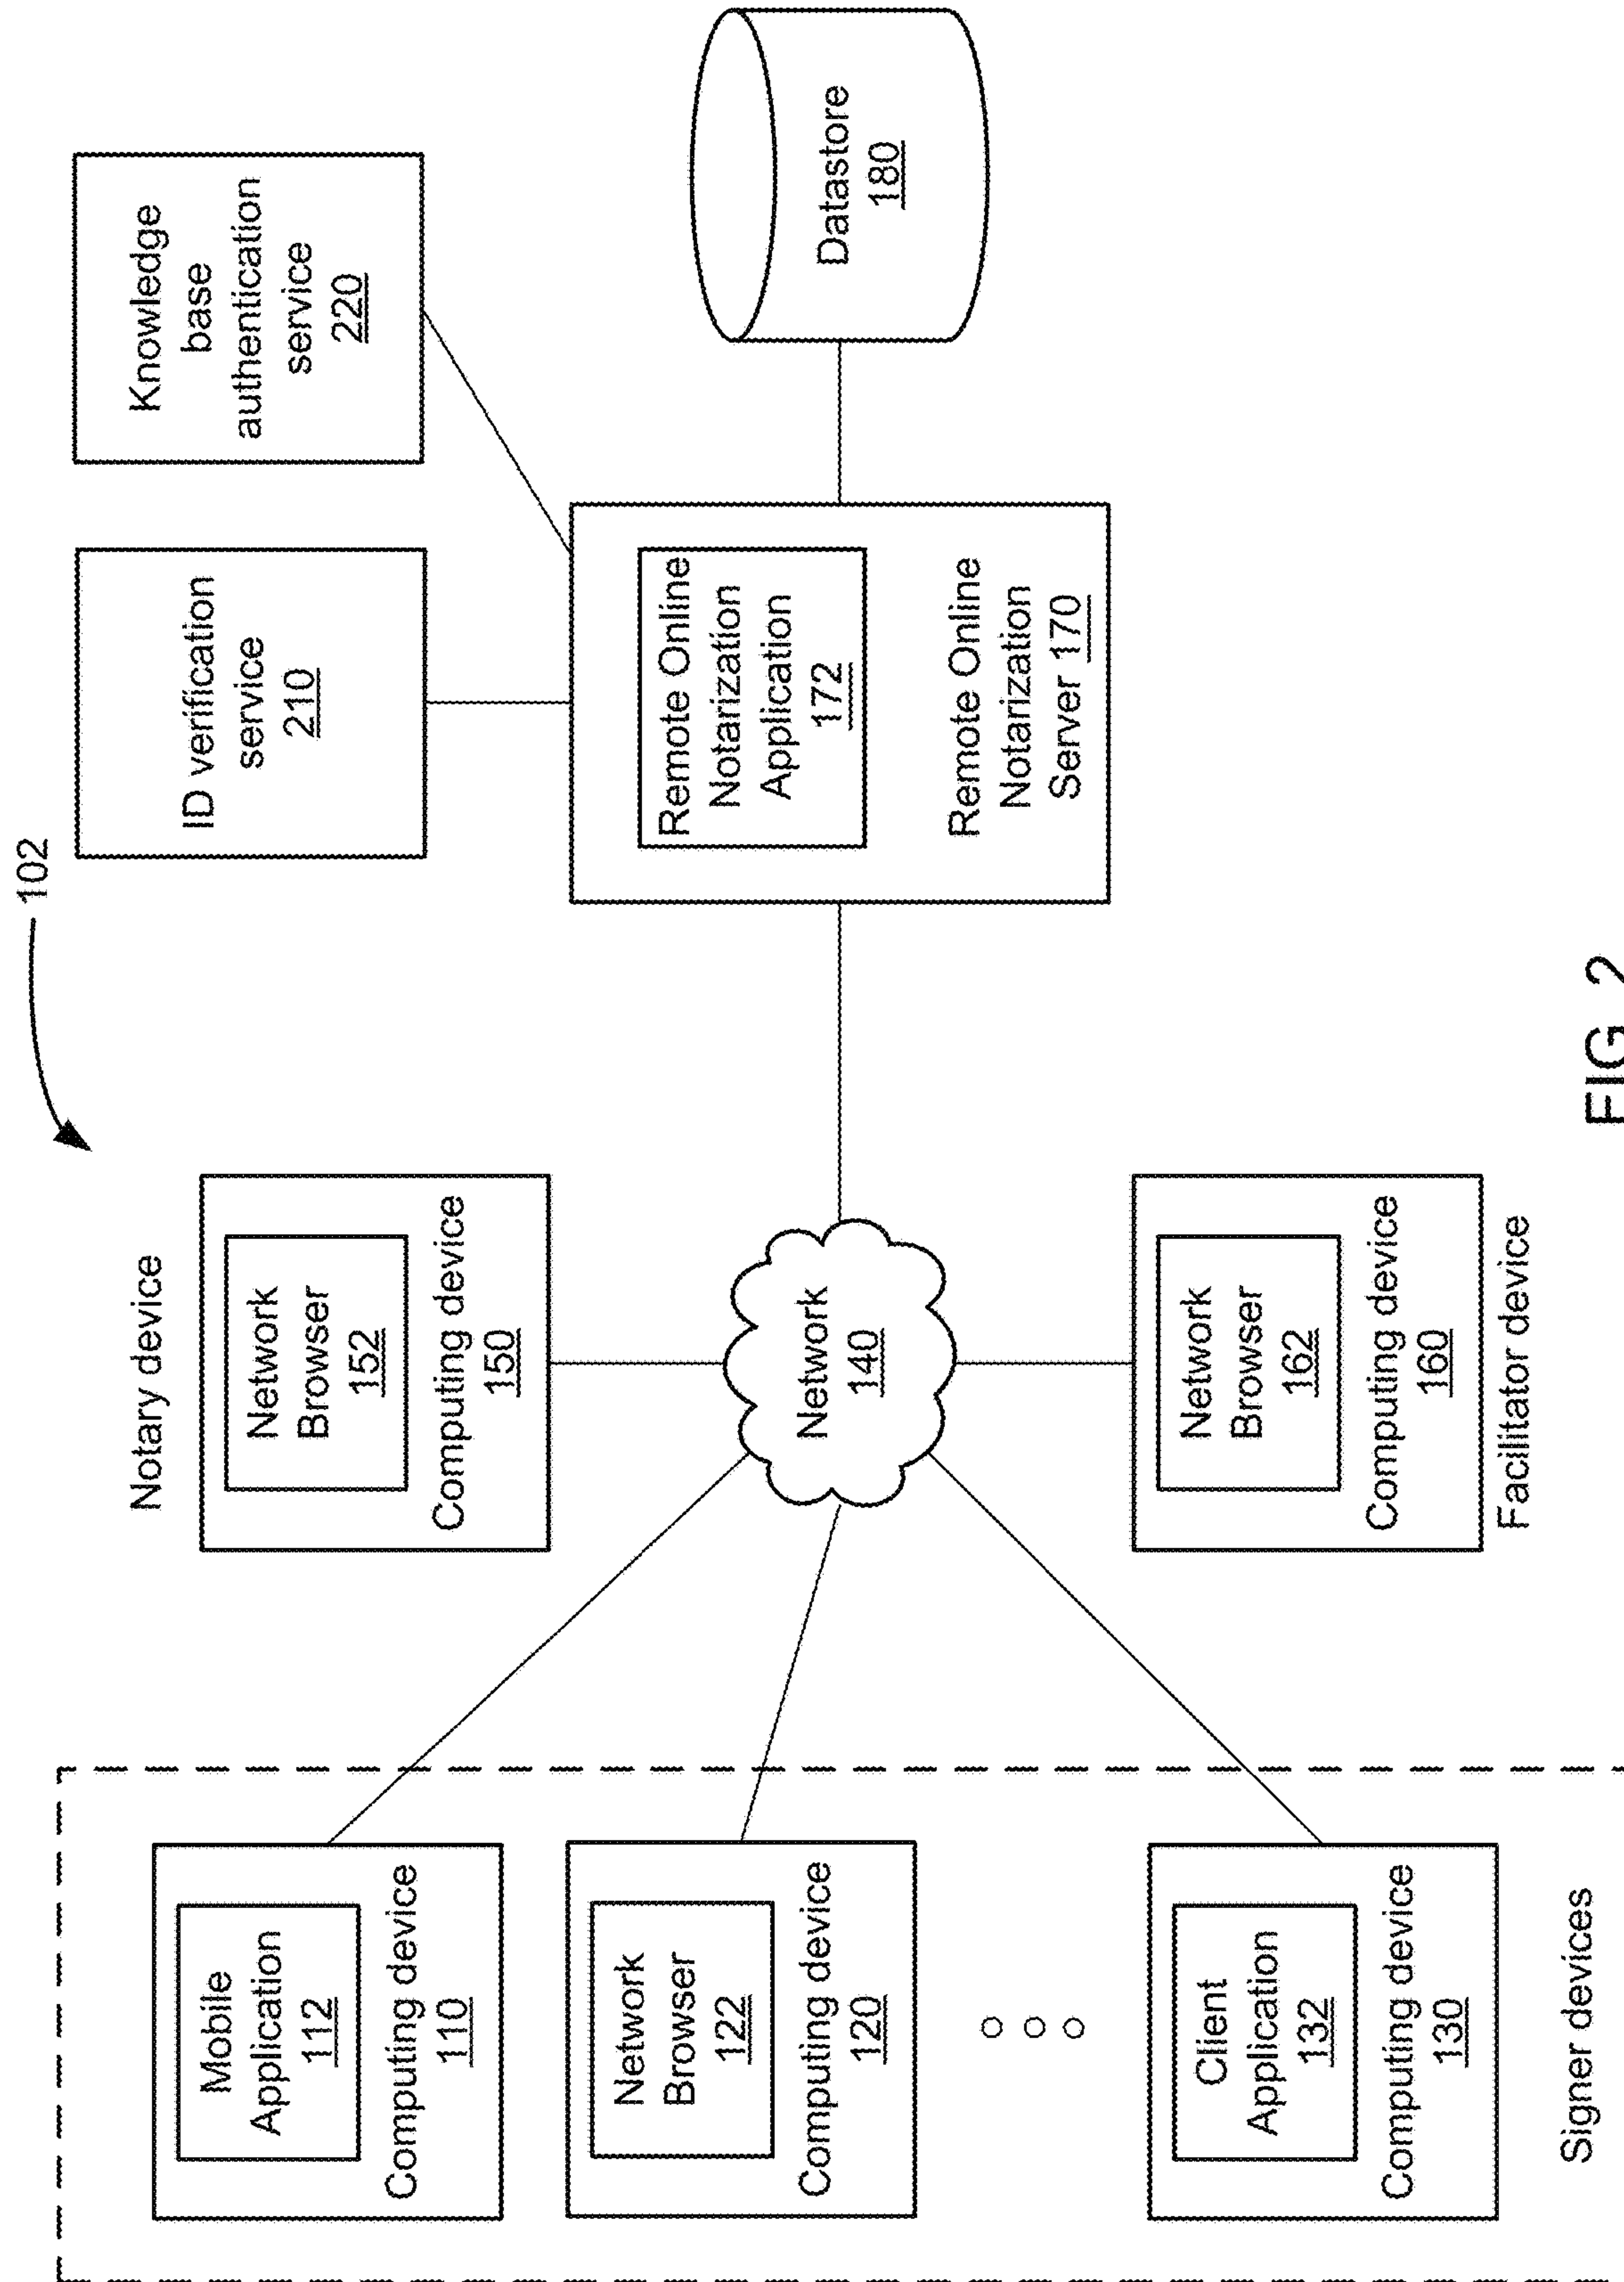 102
Signer devices
Mobile
Application
112
Computing device
110
Network
Browser
122
Computing device
120
Client
Application
132
Computing device
130
Notary device
Network
Browser
152
Computing device
150
Network
140
Network
Browser
162
Computing device
160
Facilitator device
ID verification
service
210
Knowledge
base
authentication
service
220
Remote Online
Notarization
Application
172
Remote Online
Notarization
Server 170
Datastore
180
FIG. 2